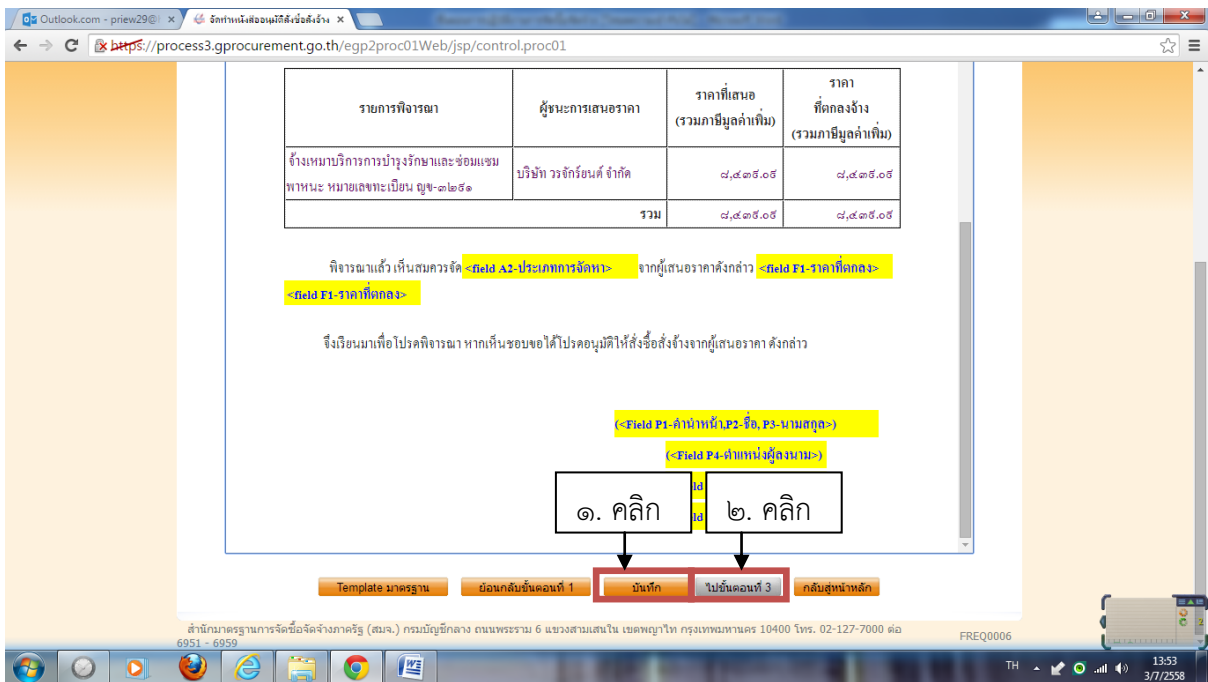 Outlook.com - priew29@
จัดทำหนังสืออนุมัติสั่งซื้อสั่งจ้าง
https://process3.gprocurement.go.th/egp2proc01Web/jsp/control.proc01
รายการพิจารณา ผู้ชนะการเสนอราคา ราคาที่เสนอ (รวมภาษีมูลค่าเพิ่ม) ราคา ที่ตกลงจ้าง (รวมภาษีมูลค่าเพิ่ม)
จ้างเหมาบริการการบำรุงรักษาและซ่อมแซม
พาหนะ หมายเลขทะเบียน ญข-๓๒๕๑
บริษัท วรจักร์ยนต์ จำกัด ๘,๔๓๕.๐๕ ๘,๔๓๕.๐๕
รวม ๘,๔๓๕.๐๕ ๘,๔๓๕.๐๕
พิจารณาแล้ว เห็นสมควรจัด <field A2-ประเภทการจัดหา> จากผู้เสนอราคาดังกล่าว <field F1-ราคาที่ตกลง>
<field F1-ราคาที่ตกลง>
จึงเรียนมาเพื่อโปรดพิจารณา หากเห็นชอบขอได้โปรดอนุมัติให้สั่งซื้อสั่งจ้างจากผู้เสนอราคา ดังกล่าว
(<Field P1-คำนำหน้า,P2-ชื่อ, P3-นามสกุล>)
(<Field P4-ตำแหน่งผู้ลงนาม>)
๑. คลิก ๒. คลิก
Template มาตรฐาน ย้อนกลับขั้นตอนที่ 1 บันทึก ไปขั้นตอนที่ 3 กลับสู่หน้าหลัก
สำนักมาตรฐานการจัดซื้อจัดจ้างภาครัฐ (สมจ.) กรมบัญชีกลาง ถนนพระราม 6 แขวงสามเสนใน เขตพญาไท กรุงเทพมหานคร 10400 โทร. 02-127-7000 ต่อ
6951 - 6959
FREQ0006
TH
13:53
3/7/2558